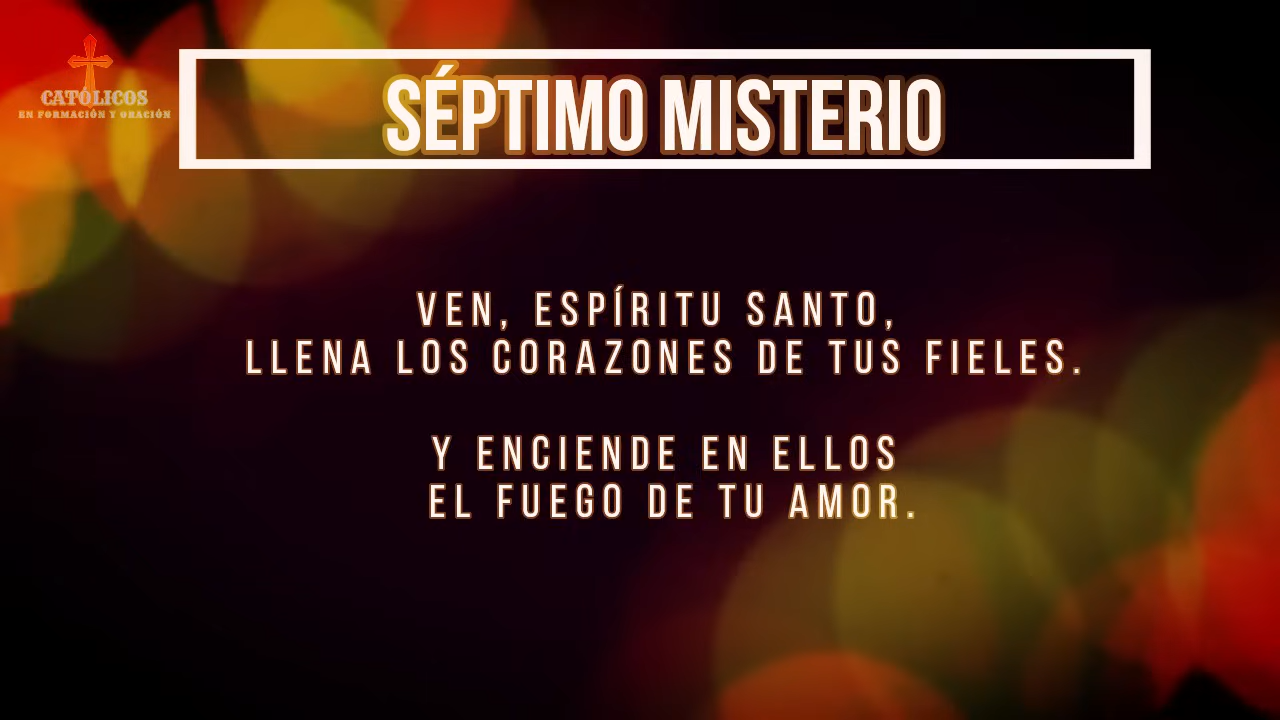 CATÓLICOS
EN FORMACIÓN Y ORACIÓN
SÉPTIMO MISTERIO
VEN, ESPÍRITU SANTO,
LLENA LOS CORAZONES DE TUS FIELES.
Y ENCIENDE EN ELLOS
EL FUEGO DE TU AMOR.